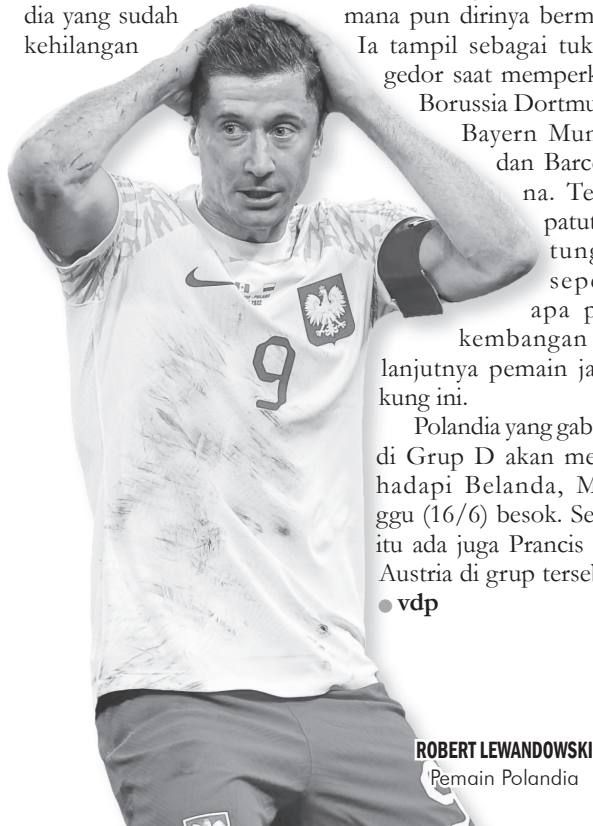 dia yang sudah
kehilangan
mana pun dirinya berm
Ia tampil sebagai tuk
gedor saat memperk
Borussia Dortmu
Bayern Mun
dan Barce
na. Te
patut
tung
sepe
apa p
kembangan
lanjutnya pemain ja
kung ini.
Polandia yang gab
di Grup D akan me
hadapi Belanda, M
ggu (16/6) besok. Se
itu ada juga Prancis
Austria di grup terseb
● vdp
9
ROBERT LEWANDOWSKI
Pemain Polandia